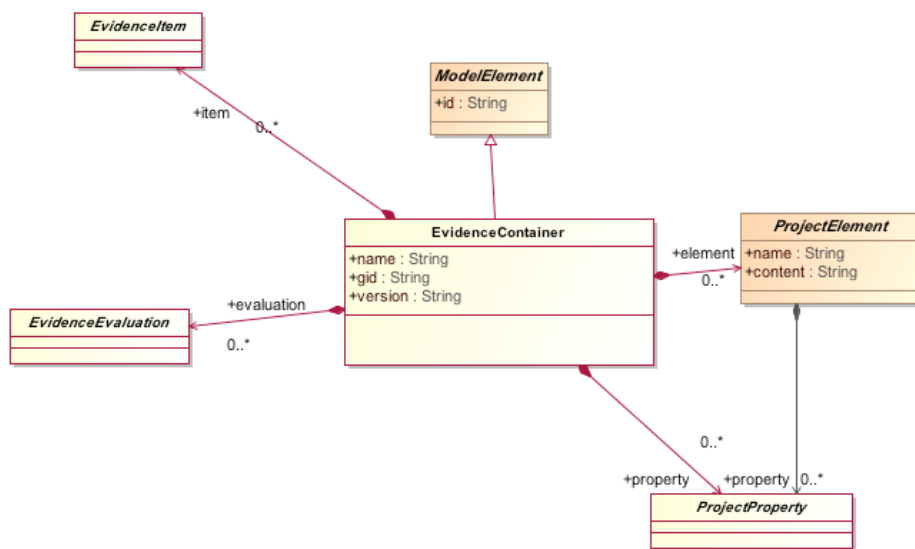 EvidenceItem
ModelElement
+id : String
+item
0..*
EvidenceContainer
+name : String
+gid : String
+version : String
ProjectElement
+name : String
+content : String
+element
0..*
+evaluation
0..*
EvidenceEvaluation
0..*
+property
+property
0..*
ProjectProperty